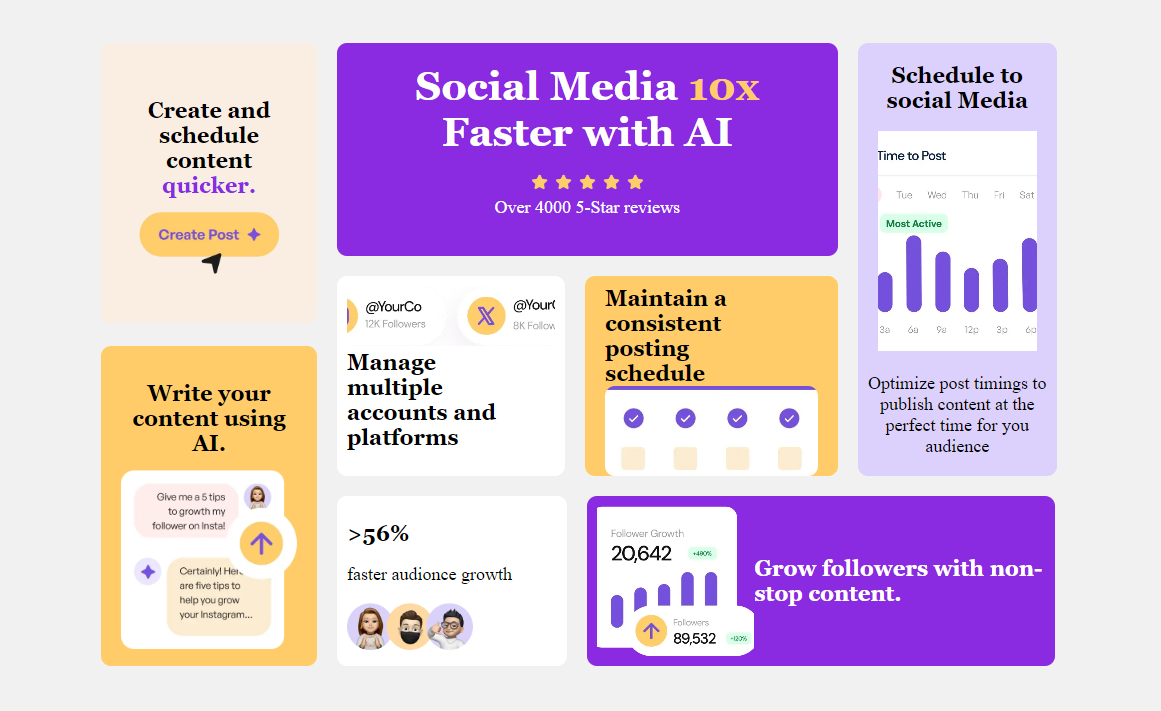 Create and
schedule
content
quicker.
Create Post
Social Media 10x
Faster with AI
Over 4000 5-Star reviews
Schedule to
social Media
Time to Post
Tue Wed Thu Fri Sat
Most Active
3a 6a 9a 12p 3p 6p
Optimize post timings to
publish content at the
perfect time for you
audience
@YourCo
12K Followers
@Your
8K Follow
Manage
multiple
accounts and
platforms
Maintain a
consistent
posting
schedule
Write your
content using
AI.
Give me a 5 tips
to growth my
follower on Insta!
Certainly! Here
are five tips to
help you grow
your Instagram...
>56%
faster audionce growth
Follower Growth
20,642 +490%
Followers
89,532 +120%
Grow followers with non-
stop content.